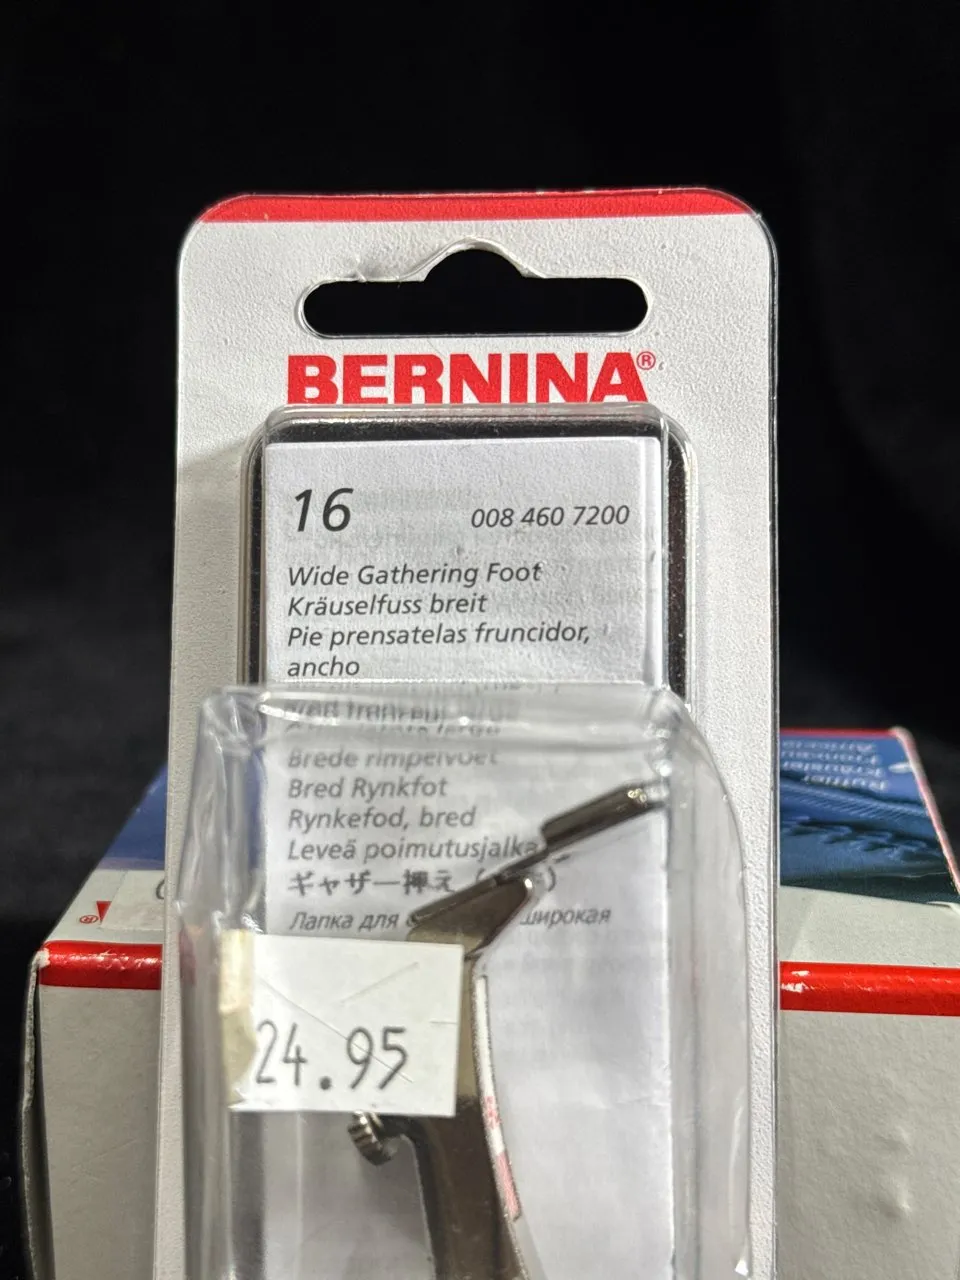 BERNINA®
16 008 460 7200
Wide Gathering Foot
Kräuselfuss breit
Pie prensatelas fruncidor,
ancho
Brede rimpelvoet
Bred Rynkfot
Rynkefod, bred
Leveä poimutusjalka
ギャザー押え
Лапка для широкая
24.95